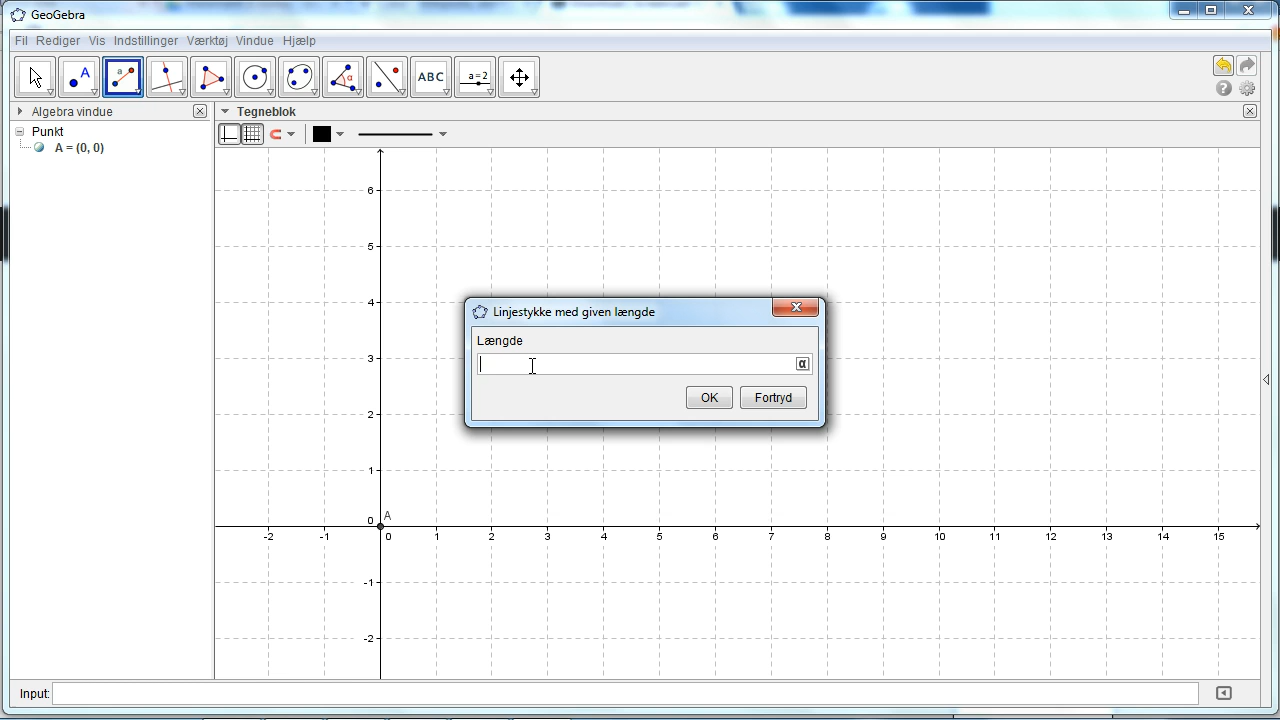 GeoGebra
Fil Rediger Vis Indstillinger Værktøj Vindue Hjælp
A a α ABC a=2
Algebra vindue
Tegneblok
Punkt
A = (0, 0)
6
5
4
Linjestykke med given længde
Længde
3
α
OK Fortryd
2
1
0 A
-2 -1 0 1 2 3 4 5 6 7 8 9 10 11 12 13 14 15
-1
-2
Input: